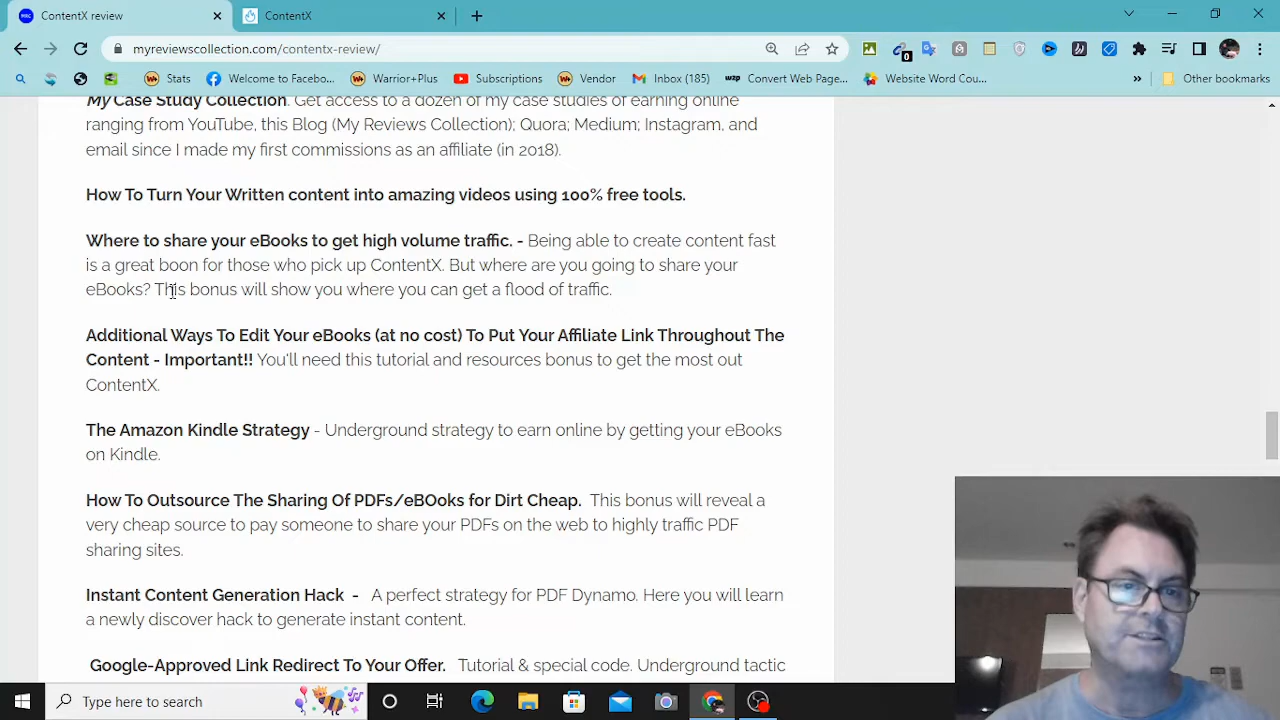 ContentX review
ContentX
myreviewscollection.com/contentx-review/
0
Stats
Welcome to Facebo...
Warrior+Plus
Subscriptions
Vendor
Inbox (185)
Convert Web Page...
Website Word Cou...
»
Other bookmarks
My Case Study Collection. Get access to a dozen of my case studies of earning online
ranging from YouTube, this Blog (My Reviews Collection); Quora; Medium; Instagram, and
email since I made my first commissions as an affiliate (in 2018).
How To Turn Your Written content into amazing videos using 100% free tools.
Where to share your eBooks to get high volume traffic. - Being able to create content fast
is a great boon for those who pick up ContentX. But where are you going to share your
eBooks? This bonus will show you where you can get a flood of traffic.
Additional Ways To Edit Your eBooks (at no cost) To Put Your Affiliate Link Throughout The
Content - Important!! You'll need this tutorial and resources bonus to get the most out
ContentX.
The Amazon Kindle Strategy - Underground strategy to earn online by getting your eBooks
on Kindle.
How To Outsource The Sharing Of PDFs/eBOoks for Dirt Cheap. This bonus will reveal a
very cheap source to pay someone to share your PDFs on the web to highly traffic PDF
sharing sites.
Instant Content Generation Hack - A perfect strategy for PDF Dynamo. Here you will learn
a newly discover hack to generate instant content.
Google-Approved Link Redirect To Your Offer. Tutorial & special code. Underground tactic
Type here to search